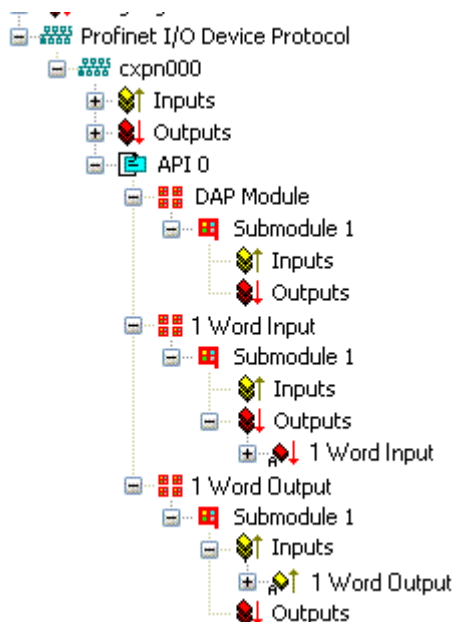 Profinet I/O Device Protocol
cxpn000
Inputs
Outputs
API 0
DAP Module
Submodule 1
Inputs
Outputs
1 Word Input
Submodule 1
Inputs
Outputs
A 1 Word Input
1 Word Output
Submodule 1
Inputs
A 1 Word Output
Outputs